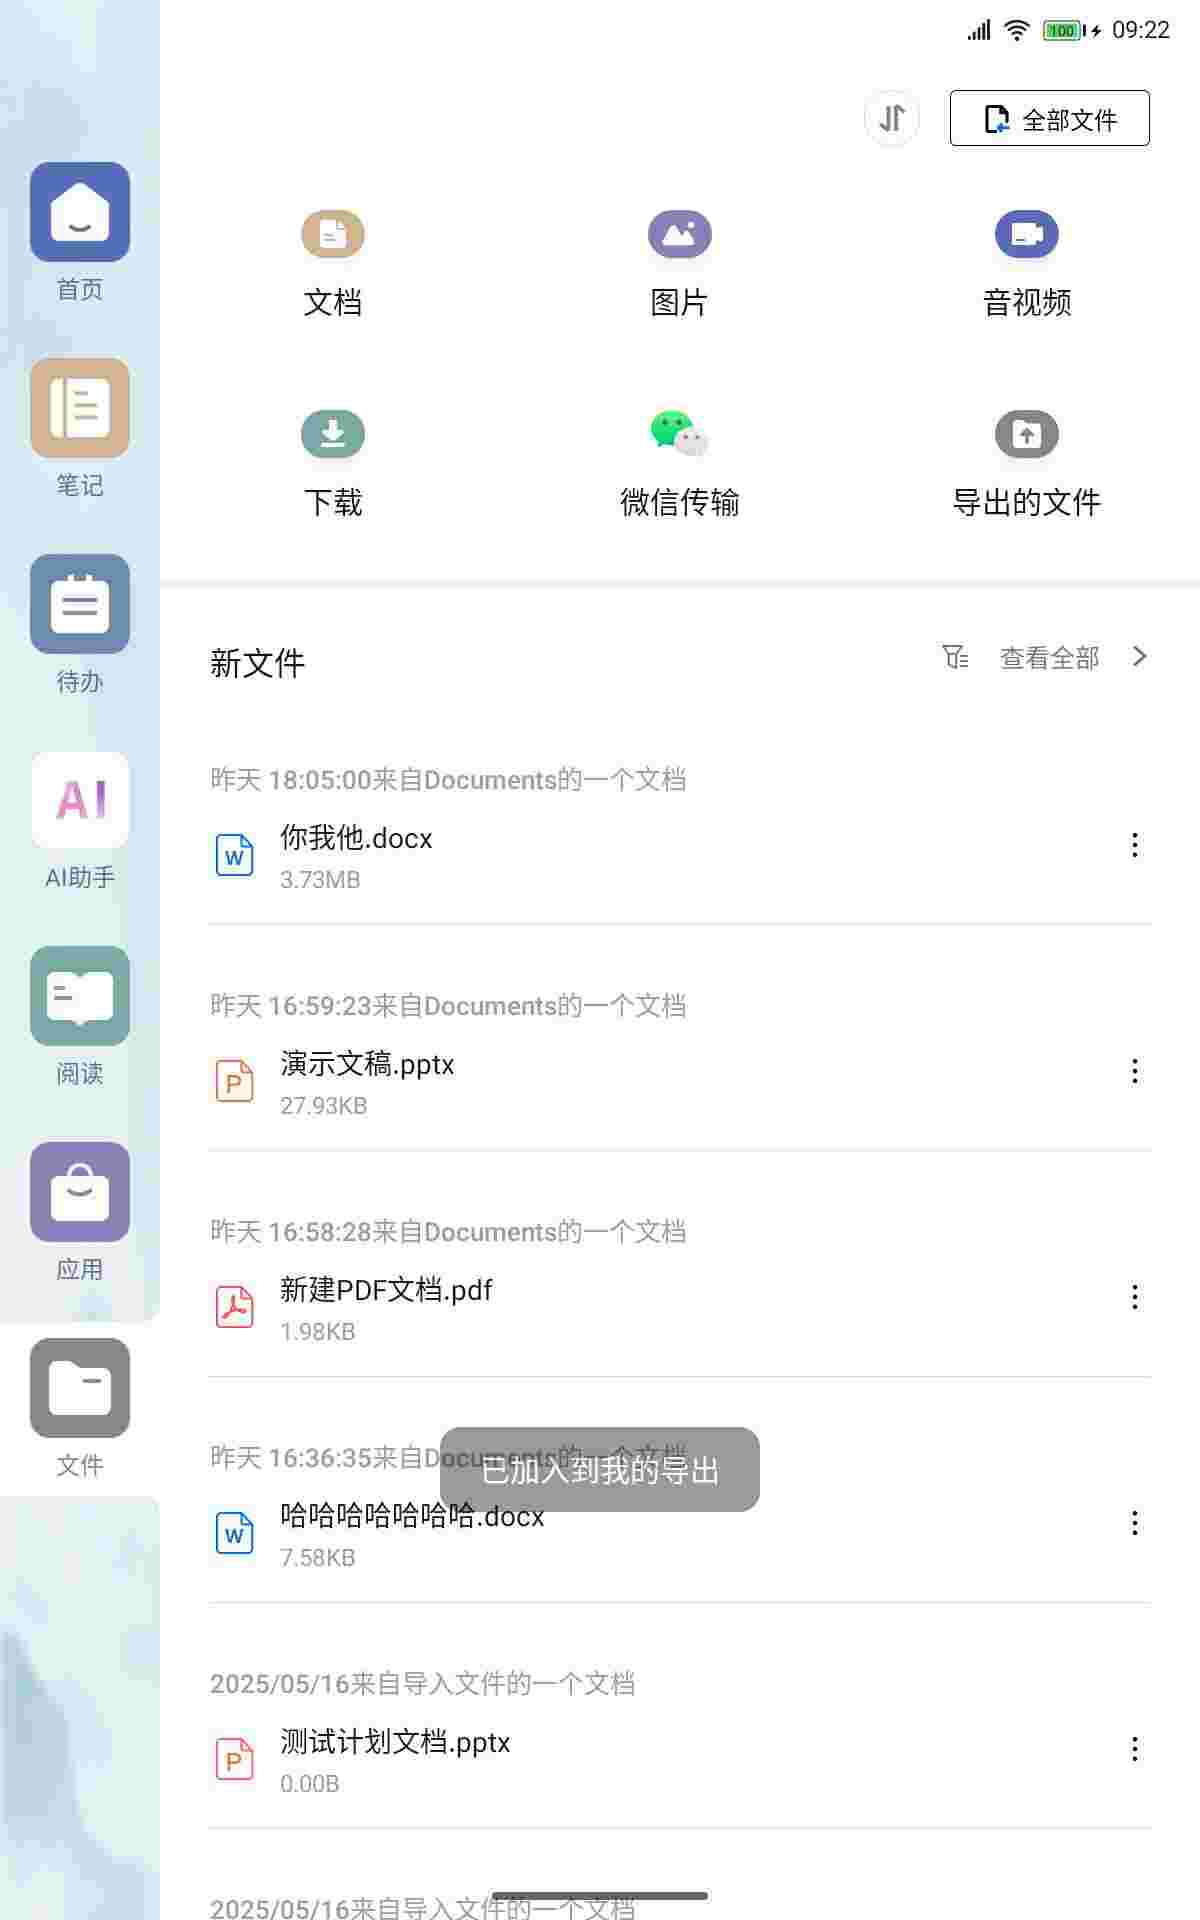 100 09:22
全部文件
首页
笔记
待办
AI
AI助手
阅读
应用
文件
文档
图片
音视频
下载
微信传输
导出的文件
新文件
查看全部
昨天 18:05:00来自Documents的一个文档
W
你我他.docx
3.73MB
昨天 16:59:23来自Documents的一个文档
P
演示文稿.pptx
27.93KB
昨天 16:58:28来自Documents的一个文档
新建PDF文档.pdf
1.98KB
昨天 16:36:35来自Documents的一个文档
已加入到我的导出
W
哈哈哈哈哈哈哈.docx
7.58KB
2025/05/16来自导入文件的一个文档
P
测试计划文档.pptx
0.00B
2025/05/16来自导入文件的一个文档